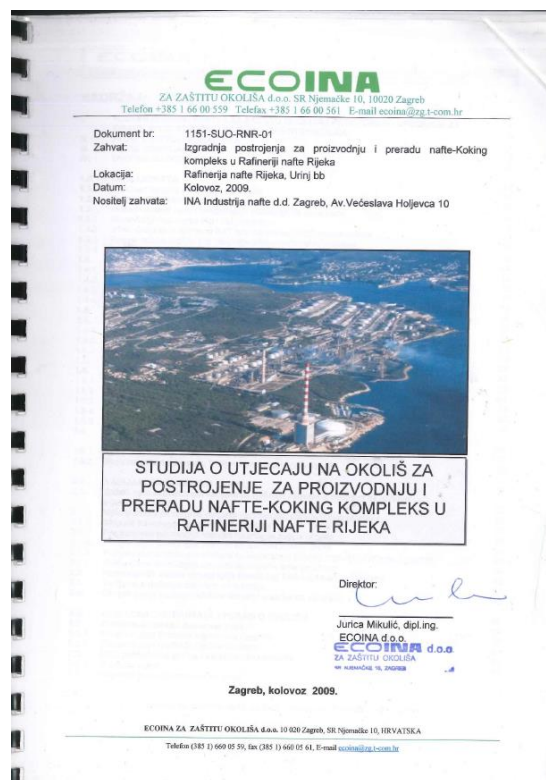 ECOINA
ZA ZAŠTITU OKOLIŠA d.o.o. SR Njemačke 10, 10020 Zagreb
Telefon +385 1 66 00 559 Telefax +385 1 66 00 561 E-mail ecoina@zg.t-com.hr
Dokument br: 1151-SUO-RNR-01
Zahvat: Izgradnja postrojenja za proizvodnju i preradu nafte-Koking
kompleks u Rafineriji nafte Rijeka
Lokacija: Rafinerija nafte Rijeka, Urinj bb
Datum: Kolovoz, 2009.
Nositelj zahvata: INA Industrija nafte d.d. Zagreb, Av.Većeslava Holjevca 10
STUDIJA O UTJECAJU NA OKOLIŠ ZA
POSTROJENJE ZA PROIZVODNJU I
PRERADU NAFTE-KOKING KOMPLEKS U
RAFINERIJI NAFTE RIJEKA
Direktor:
Jurica Mikulić, dipl.ing.
ECOINA d.o.o.
ECOINA d.o.o.
ZA ZAŠTITU OKOLIŠA
SR NJEMAČKE 10, ZAGREB
Zagreb, kolovoz 2009.
ECOINA ZA ZAŠTITU OKOLIŠA d.o.o. 10 020 Zagreb, SR Njemačke 10, HRVATSKA
Telefon (385 1) 660 05 59, fax (385 1) 660 05 61, E-mail ecoina@zg.t-com.hr